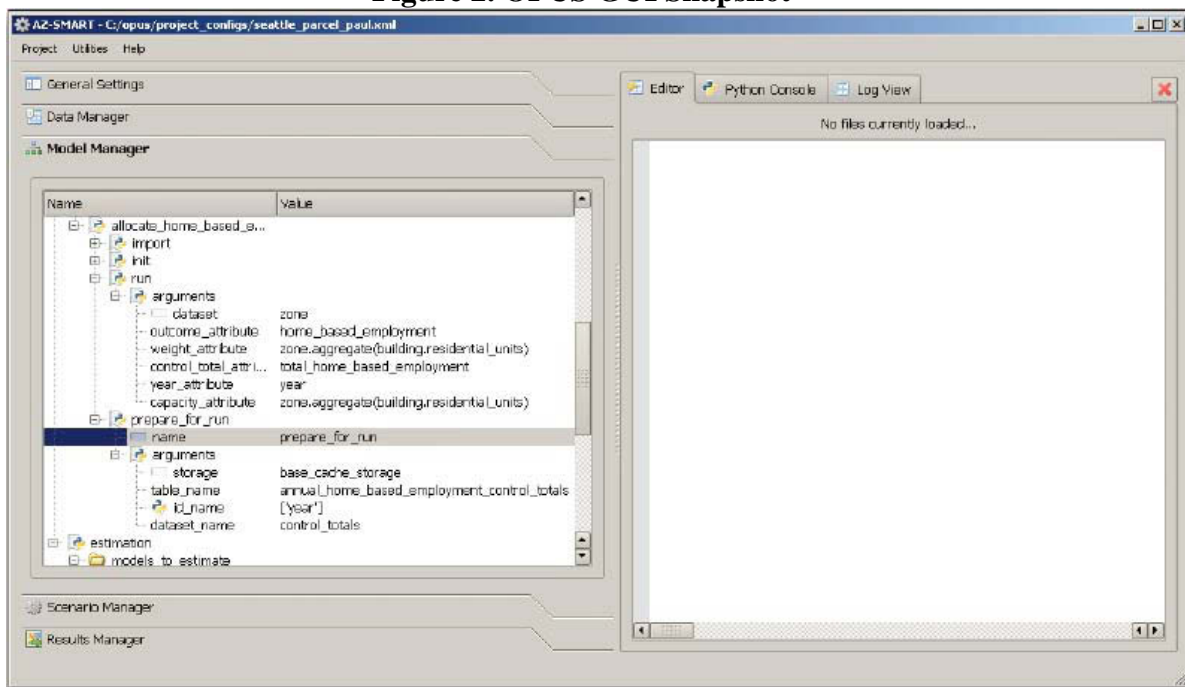 Figure 2. OPUS GUI Snapshot
AZ-SMART - C:/opus/project_configs/seattle_parcel_paul.xml
Project Utilities Help
General Settings
Data Manager
Model Manager
Name Value
allocate_home_based_e...
import
init
run
arguments
dataset zone
outcome_attribute home_based_employment
weight_attribute zone.aggregate(building.residential_units)
control_total_attri... total_home_based_employment
year_attribute year
capacity_attribute zone.aggregate(building.residential_units)
prepare_for_run
name prepare_for_run
arguments
storage base_cache_storage
table_name annual_home_based_employment_control_totals
id_name ['year']
dataset_name control_totals
estimation
models_to_estimate
Scenario Manager
Results Manager
Editor Python Console Log View
No files currently loaded...